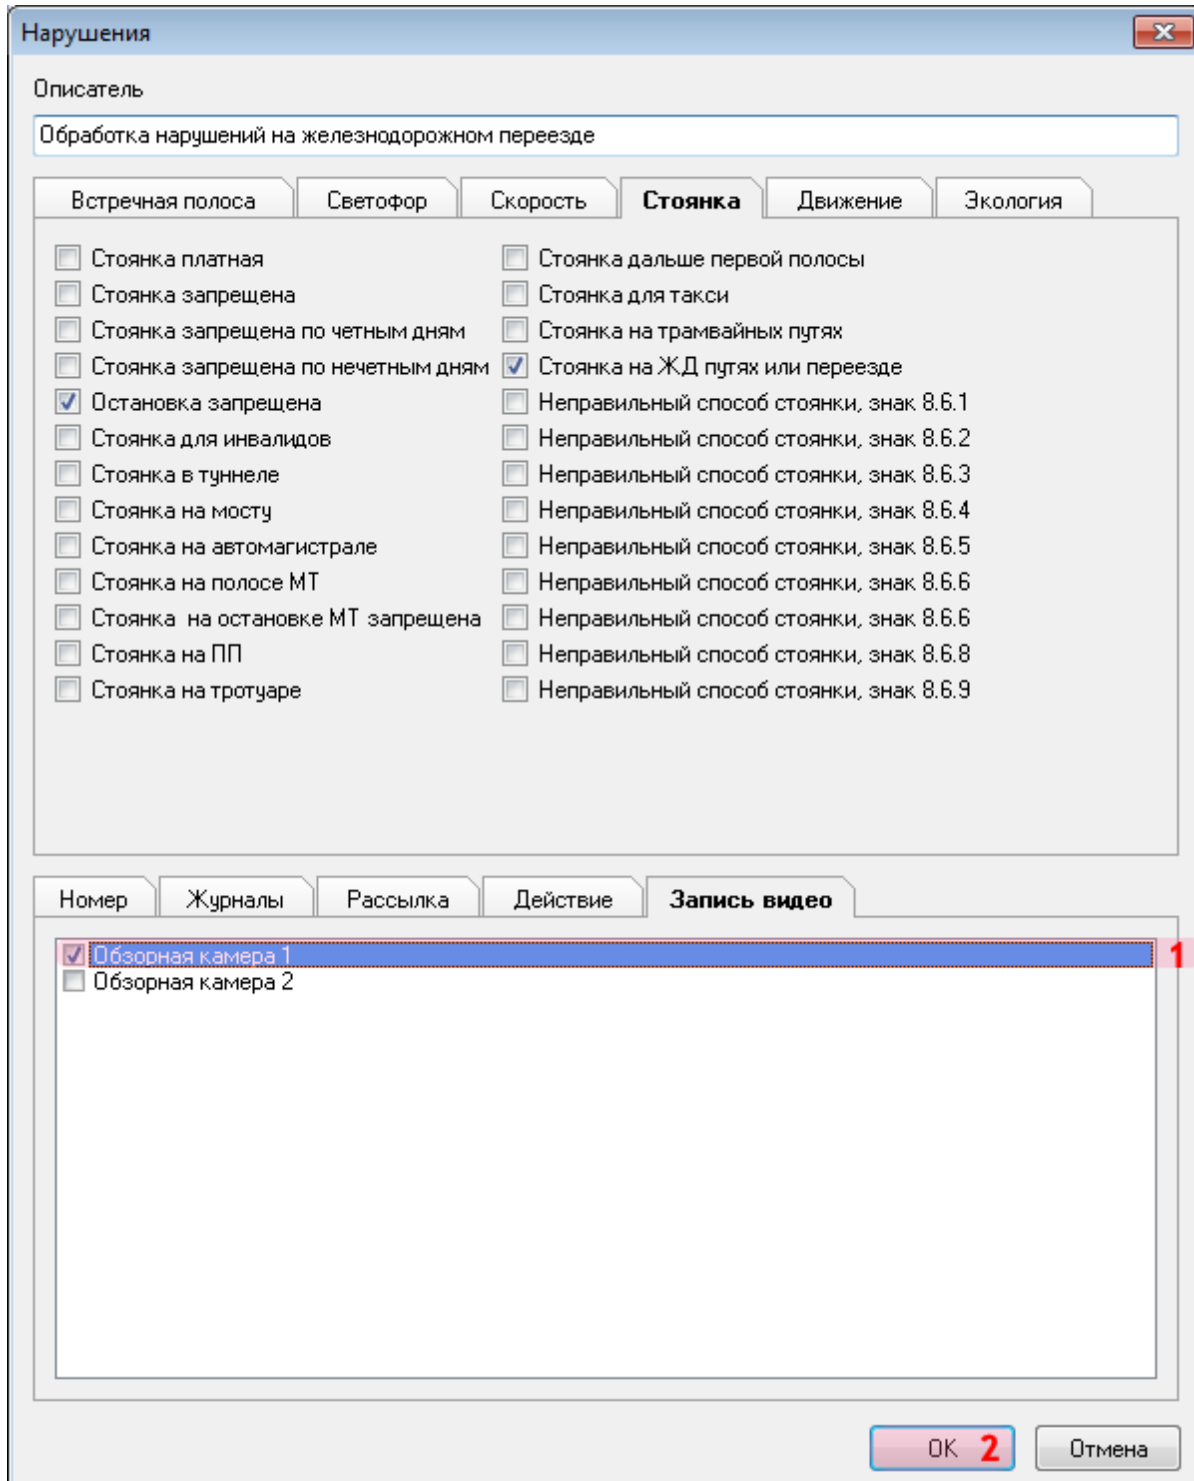 Нарушения
Описатель
Обработка нарушений на железнодорожном переезде
Встречная полоса Светофор Скорость Стоянка Движение Экология
Стоянка платная Стоянка дальше первой полосы
Стоянка запрещена Стоянка для такси
Стоянка запрещена по четным дням Стоянка на трамвайных путях
Стоянка запрещена по нечетным дням Стоянка на ЖД путях или переезде
Остановка запрещена Неправильный способ стоянки, знак 8.6.1
Стоянка для инвалидов Неправильный способ стоянки, знак 8.6.2
Стоянка в туннеле Неправильный способ стоянки, знак 8.6.3
Стоянка на мосту Неправильный способ стоянки, знак 8.6.4
Стоянка на автомагистрале Неправильный способ стоянки, знак 8.6.5
Стоянка на полосе МТ Неправильный способ стоянки, знак 8.6.6
Стоянка на остановке МТ запрещена Неправильный способ стоянки, знак 8.6.6
Стоянка на ПП Неправильный способ стоянки, знак 8.6.8
Стоянка на тротуаре Неправильный способ стоянки, знак 8.6.9
Номер Журналы Рассылка Действие Запись видео
Обзорная камера 1 1
Обзорная камера 2
OK 2 Отмена